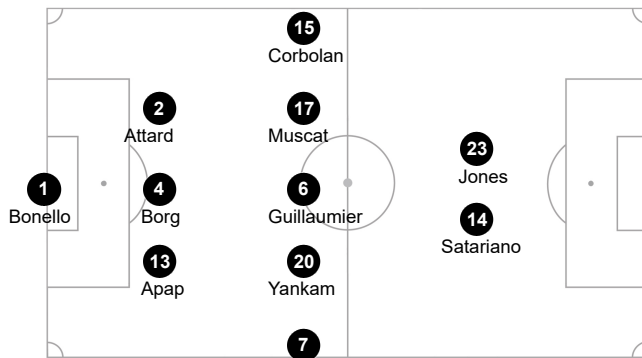 15
Corbolan
2
Attard
17
Muscat
23
Jones
1
Bonello
4
Borg
6
Guillaumier
14
Satariano
13
Apap
20
Yankam
7